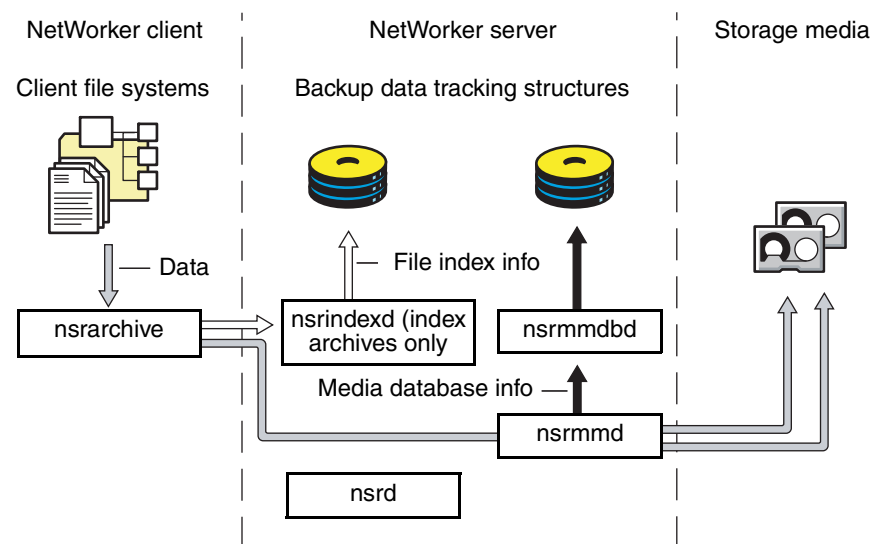 NetWorker client
NetWorker server
Storage media
Client file systems
Backup data tracking structures
Data
File index info
nsrarchive
nsrindexd (index
archives only
nsrmmdbd
Media database info
nsrmmd
nsrd